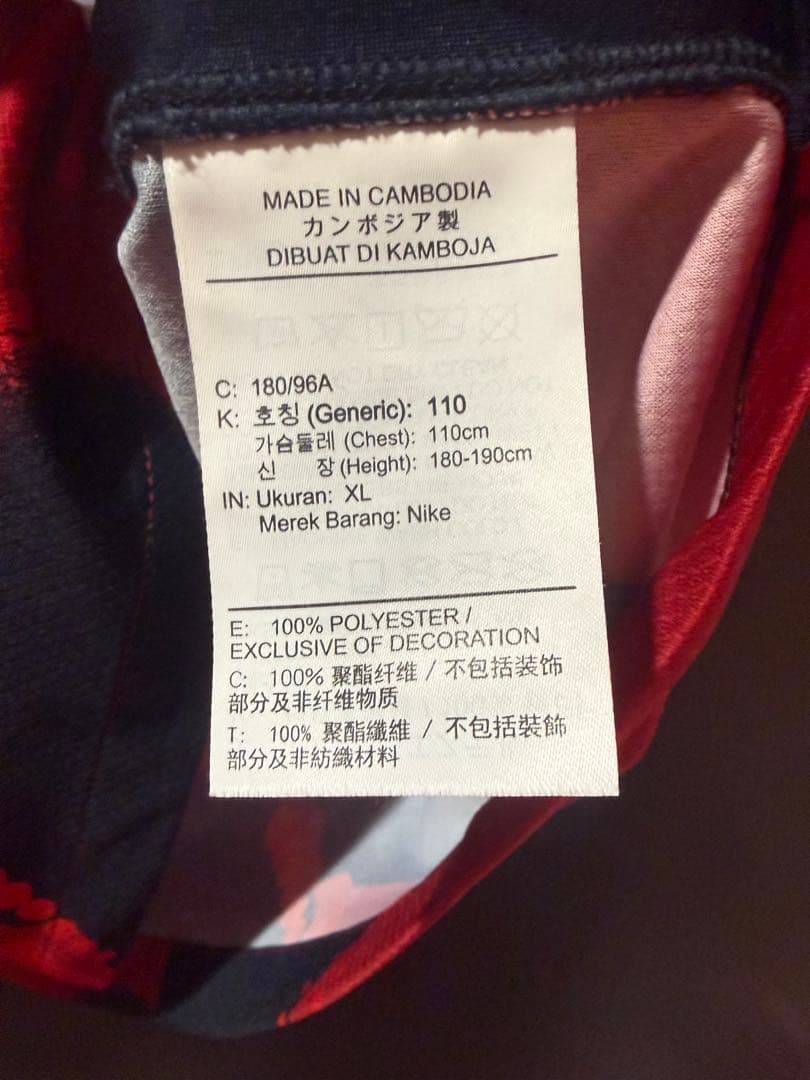 MADE IN CAMBODIA
カンボジア製
DIBUAT DI KAMBOJA
C: 180/96A
K: 호칭 (Generic): 110
가슴둘레 (Chest): 110cm
신 장 (Height): 180-190cm
IN: Ukuran: XL
Merek Barang: Nike
E: 100% POLYESTER /
EXCLUSIVE OF DECORATION
C: 100% 聚酯纤维 / 不包括装饰
部分及非纤维物质
T: 100% 聚酯纖維 / 不包括裝飾
部分及非紡織材料